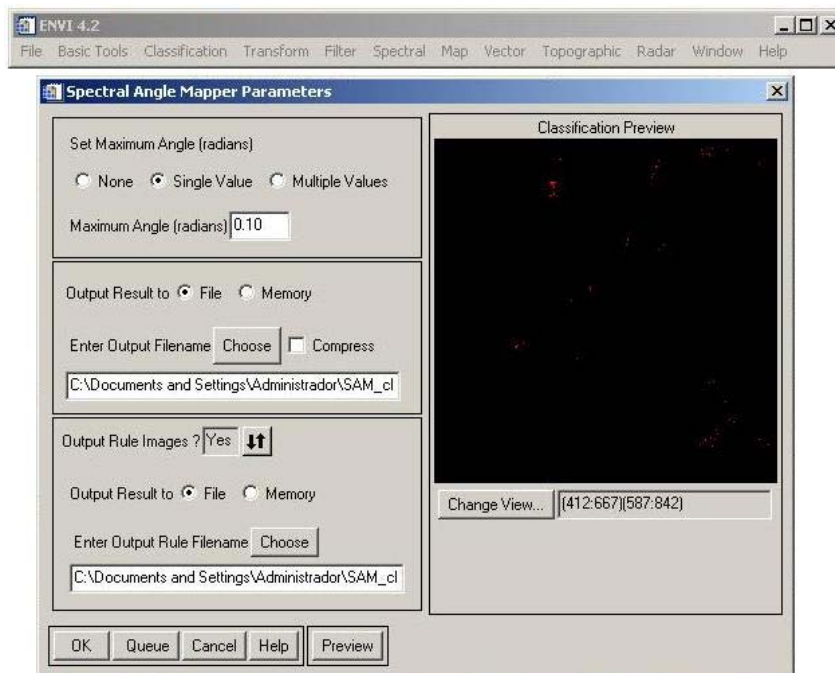 ENVI 4.2
File Basic Tools Classification Transform Filter Spectral Map Vector Topographic Radar Window Help
Spectral Angle Mapper Parameters
Set Maximum Angle (radians)
None Single Value Multiple Values
Maximum Angle (radians) 0.10
Output Result to File Memory
Enter Output Filename Choose Compress
C:\Documents and Settings\Administrador\SAM_cl
Output Rule Images ? Yes
Output Result to File Memory
Enter Output Rule Filename Choose
C:\Documents and Settings\Administrador\SAM_cl
OK Queue Cancel Help Preview
Classification Preview
Change View... (412:667)(587:842)